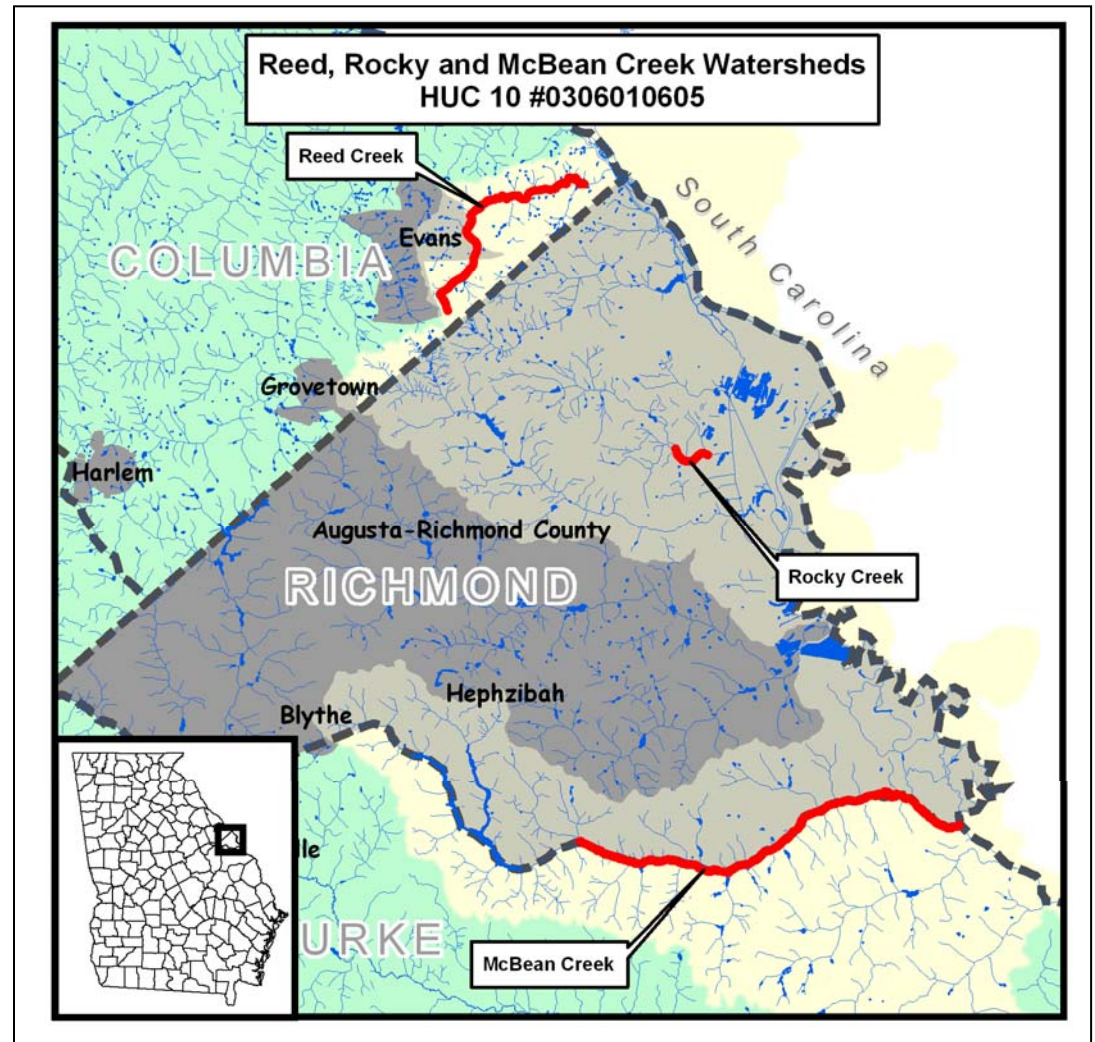 Reed, Rocky and McBean Creek Watersheds
HUC 10 #0306010605
Reed Creek
South Carolina
Evans
COLUMBIA
Grovetown
Harlem
Augusta-Richmond County
RICHMOND
Rocky Creek
Hephzibah
Blythe
lle
URKE
McBean Creek